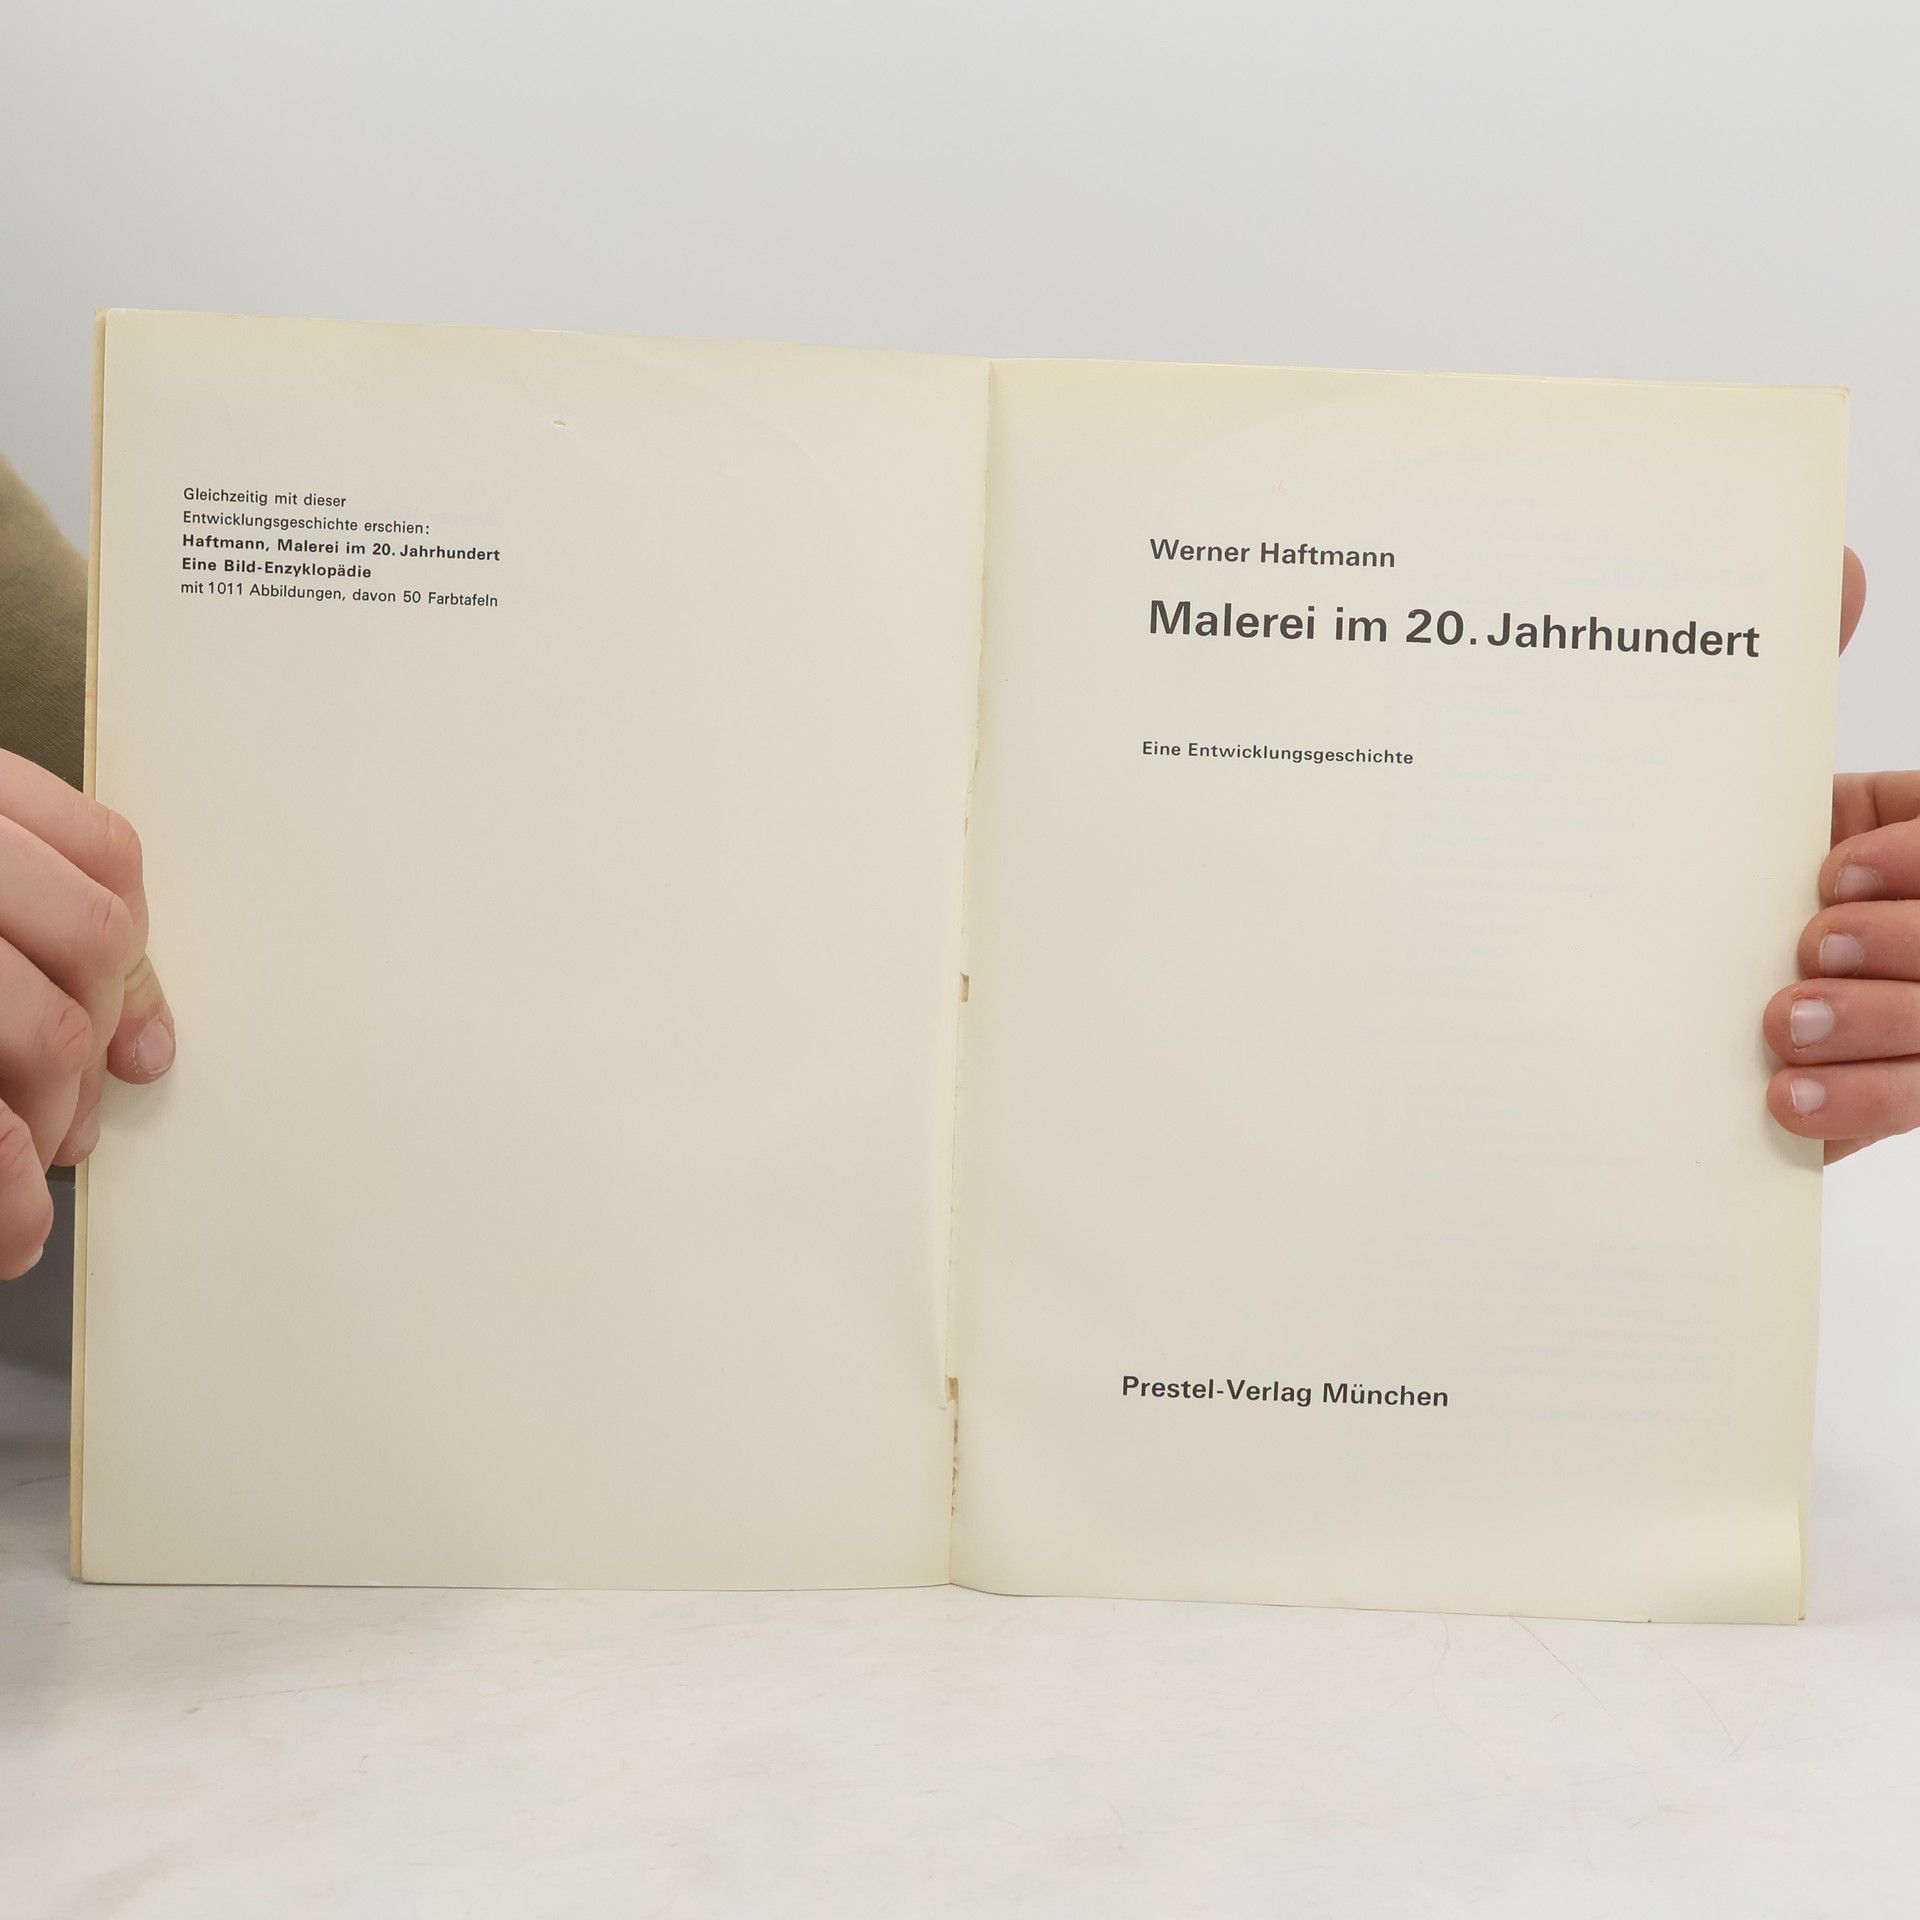 Gleichzeitig mit dieser
Entwicklungsgeschichte erschien:
Haftmann, Malerei im 20. Jahrhundert
Eine Bild-Enzyklopädie
mit 1011 Abbildungen, davon 50 Farbtafeln
Werner Haftmann
Malerei im 20. Jahrhundert
Eine Entwicklungsgeschichte
Prestel-Verlag München